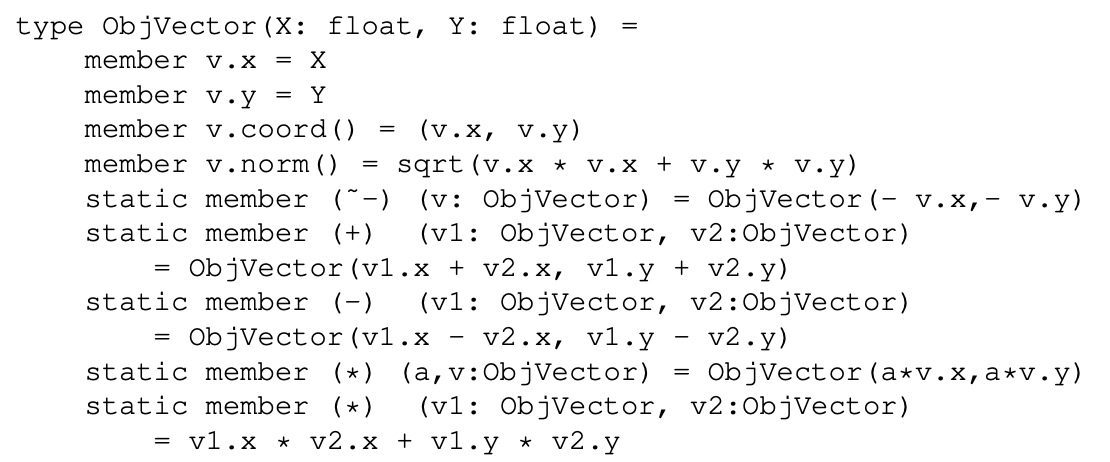 type ObjVector(X: float, Y: float) =
    member v.x = X
    member v.y = Y
    member v.coord() = (v.x, v.y)
    member v.norm() = sqrt(v.x * v.x + v.y * v.y)
    static member (˜-) (v: ObjVector) = ObjVector(- v.x,- v.y)
    static member (+)  (v1: ObjVector, v2:ObjVector)
        = ObjVector(v1.x + v2.x, v1.y + v2.y)
    static member (-)  (v1: ObjVector, v2:ObjVector)
        = ObjVector(v1.x - v2.x, v1.y - v2.y)
    static member (*) (a,v:ObjVector) = ObjVector(a*v.x,a*v.y)
    static member (*)  (v1: ObjVector, v2:ObjVector)
        = v1.x * v2.x + v1.y * v2.y